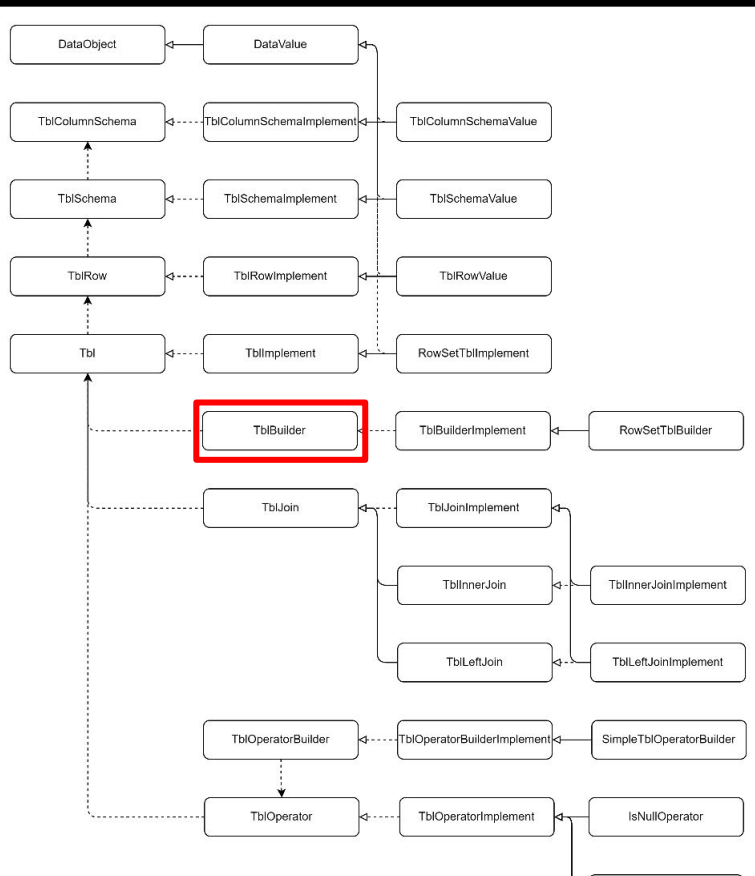 DataObject
DataValue
TblColumnSchema
TblColumnSchemaImplement
TblColumnSchemaValue
TblSchema
TblSchemaImplement
TblSchemaValue
TblRow
TblRowImplement
TblRowValue
Tbl
TblImplement
RowSetTblImplement
TblBuilder
TblBuilderImplement
RowSetTblBuilder
TblJoin
TblJoinImplement
TblInnerJoin
TblInnerJoinImplement
TblLeftJoin
TblLeftJoinImplement
TblOperatorBuilder
TblOperatorBuilderImplement
SimpleTblOperatorBuilder
TblOperator
TblOperatorImplement
IsNullOperator